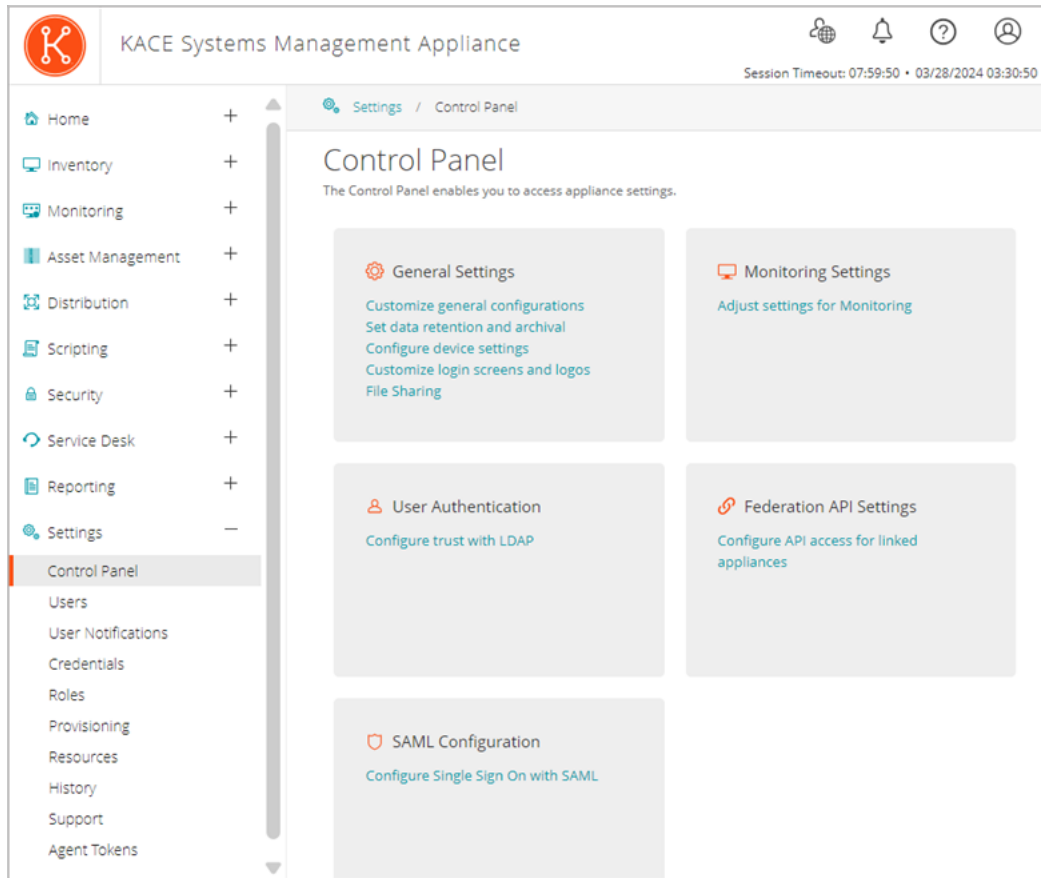 KACE Systems Management Appliance
Session Timeout: 07:59:50 • 03/28/2024 03:30:50
Home
Inventory
Monitoring
Asset Management
Distribution
Scripting
Security
Service Desk
Reporting
Settings
Control Panel
Users
User Notifications
Credentials
Roles
Provisioning
Resources
History
Support
Agent Tokens
Settings / Control Panel
Control Panel
The Control Panel enables you to access appliance settings.
General Settings
Customize general configurations
Set data retention and archival
Configure device settings
Customize login screens and logos
File Sharing
Monitoring Settings
Adjust settings for Monitoring
User Authentication
Configure trust with LDAP
Federation API Settings
Configure API access for linked
appliances
SAML Configuration
Configure Single Sign On with SAML